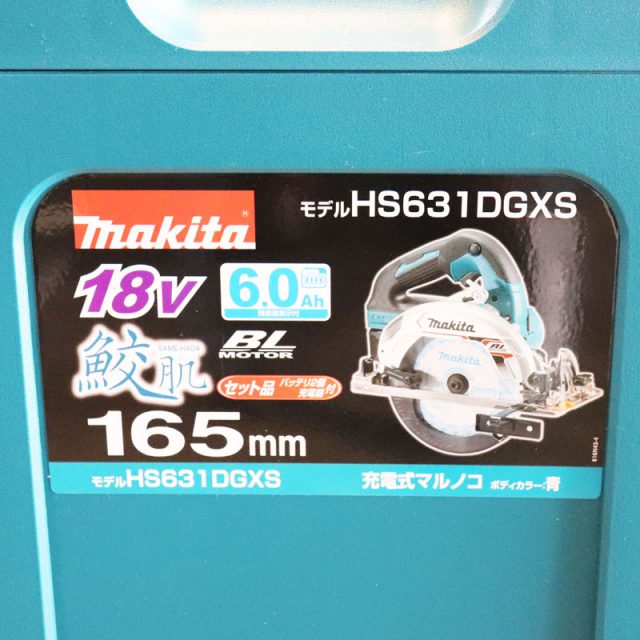 モデルHS631DGXS
makita®
18V
6.0Ah
鮫肌
SAME-HADA
BL
MOTOR
セット品 バッテリ2個 充電器 付
165mm
makita
makita
BL
モデルHS631DGXS
充電式マルノコ ボディカラー:青